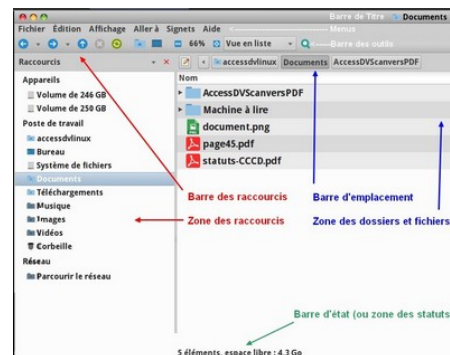 Barre de Titre Documents
Fichier Édition Affichage Aller à Signets Aide <------------------ Menus
66% Vue en liste <-----Barre des outils
Raccourcis accessdvlinux Documents AccessDVScanversPDF
Nom
Appareils
Volume de 246 GB
Volume de 250 GB
Poste de travail
accessdvlinux
Bureau
Système de fichiers
Documents
Téléchargements
Musique
Images
Vidéos
Corbeille
Réseau
Parcourir le réseau
AccessDVScanversPDF
Machine à lire
document.png
page45.pdf
statuts-CCCD.pdf
Barre des raccourcis
Zone des raccourcis
Barre d'emplacement
Zone des dossiers et fichiers
Barre d'état (ou zone des statuts
5 éléments, espace libre : 4,3 Go